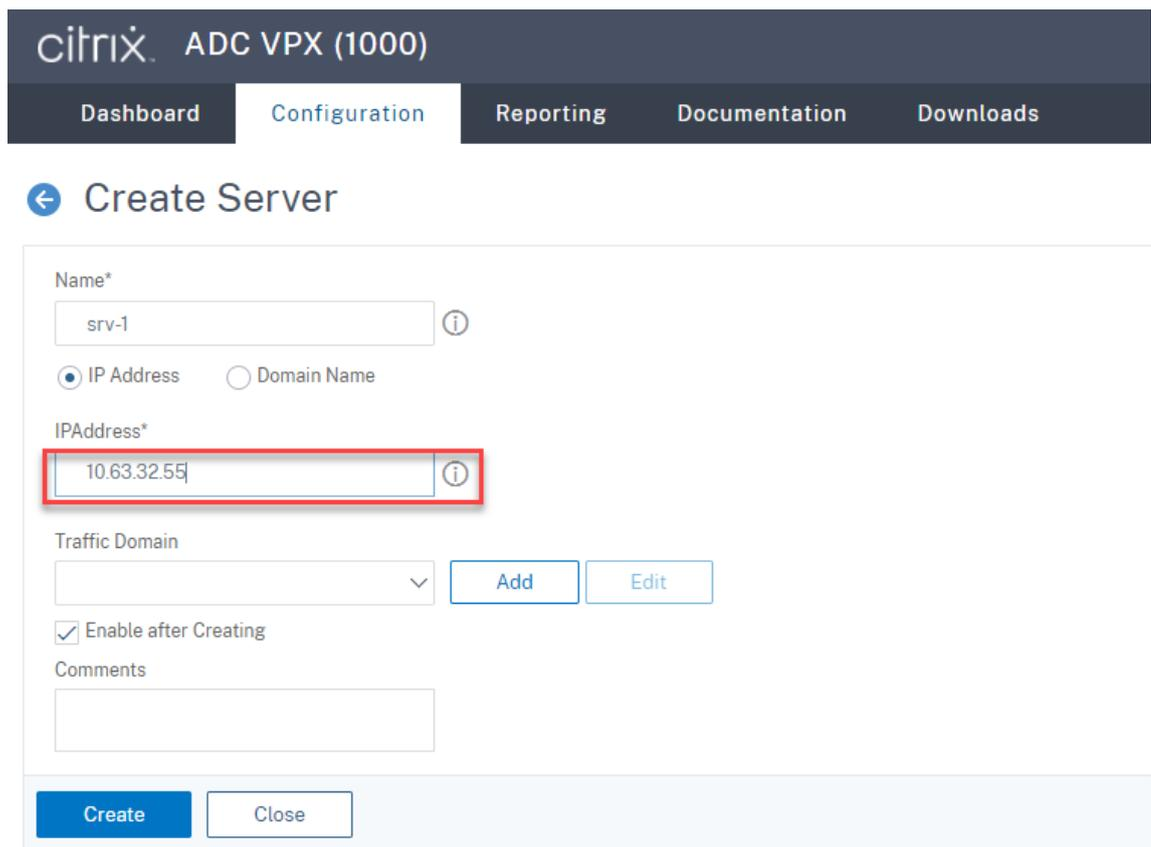 citrix. ADC VPX (1000)
Dashboard Configuration Reporting Documentation Downloads
Create Server
Name*
srv-1
IP Address Domain Name
IPAddress*
10.63.32.55
Traffic Domain
Add Edit
Enable after Creating
Comments
Create Close